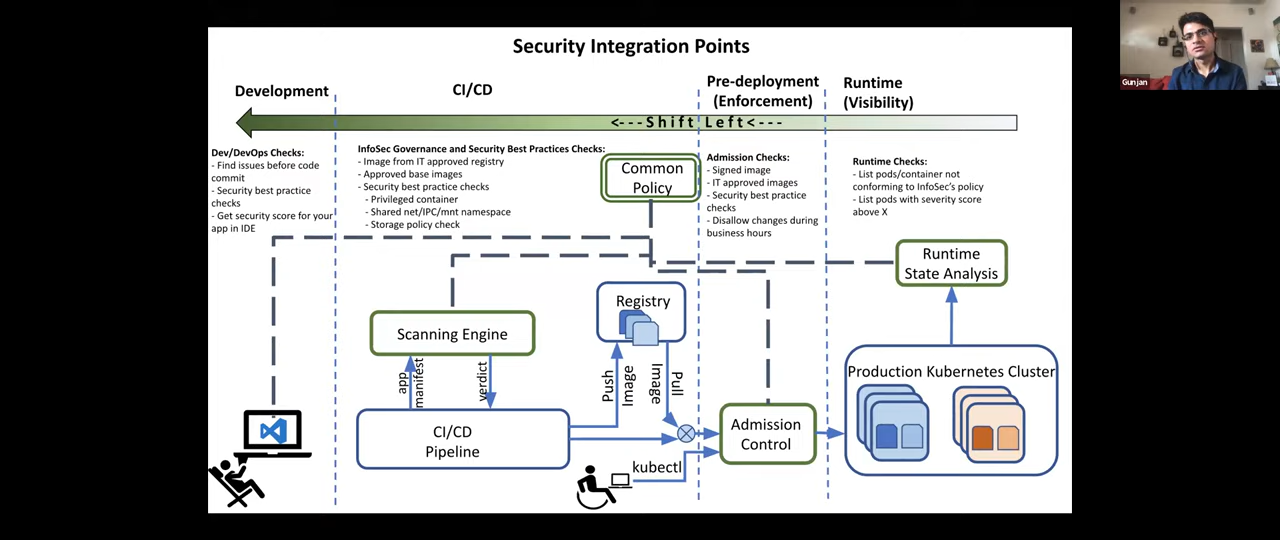 Security Integration Points
Development
CI/CD
Pre-deployment
(Enforcement)
Runtime
(Visibility)
<---Shift Left<---
Dev/DevOps Checks:
- Find issues before code
commit
- Security best practice
checks
- Get security score for your
app in IDE
InfoSec Governance and Security Best Practices Checks:
- Image from IT approved registry
- Approved base images
- Security best practice checks
- Privileged container
- Shared net/IPC/mnt namespace
- Storage policy check
Common
Policy
Admission Checks:
- Signed image
- IT approved images
- Security best practice
checks
- Disallow changes during
business hours
Runtime Checks:
- List pods/container not
conforming to InfoSec's policy
- List pods with severity score
above X
Runtime
State Analysis
Registry
Scanning Engine
app
manifest
verdict
Push
Image
Pull
Image
Production Kubernetes Cluster
CI/CD
Pipeline
Admission
Control
kubectl
Gunjan